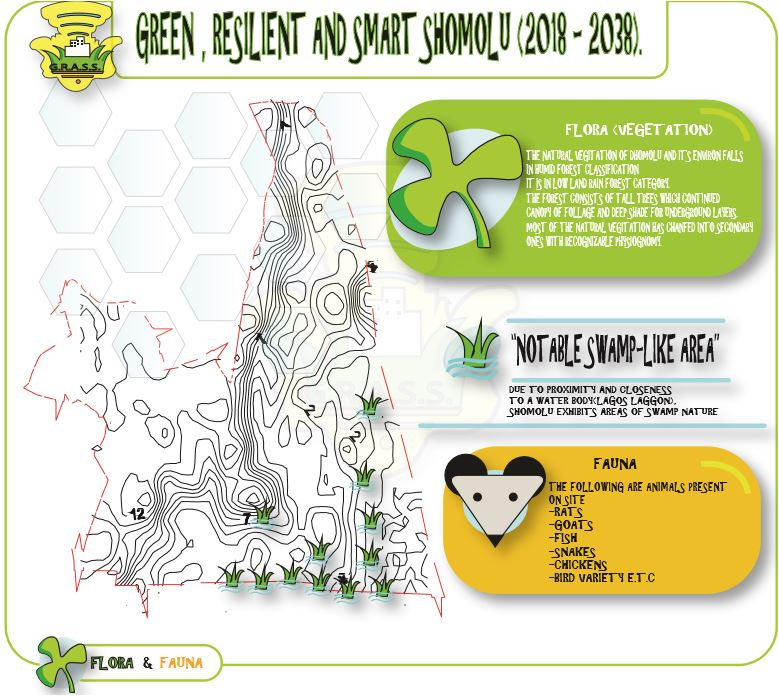 GREEN , RESILIENT AND SMART SHOMOLU (2018 - 2038).
G.R.A.S.S.
FLORA (VEGETATION)
THE NATURAL VEGITATION OF DHOMOLU AND IT'S ENVIRON FALLS
IN HUMID FOREST CLASSIFICATION
IT IS IN LOW LAND RAIN FOREST CATEGORY.
THE FOREST CONSISTS OF TALL TREES WHICH CONTINUED
CANOPY OF FOLLAGE AND DEEP SHADE FOR UNDERGROUND LAYERS.
MOST OF THE NATURAL VEGITATION HAS CHANFED INTO SECONDARY
ONES WITH RECOGNIZABLE PHYSIOGNOMY.
"NOTABLE SWAMP-LIKE AREA"
DUE TO PROXIMITY AND CLOSENESS
TO A WATER BODY(LAGOS LAGGON),
SHOMOLU EXHIBITS AREAS OF SWAMP NATURE
G.R.A.S.S.
2
2
12
7
FAUNA
THE FOLLOWING ARE ANIMALS PRESENT
ON SITE
-RATS
-GOATS
-FISH
-SNAKES
-CHICKENS
-BIRD VARIETY E.T.C
FLORA & FAUNA